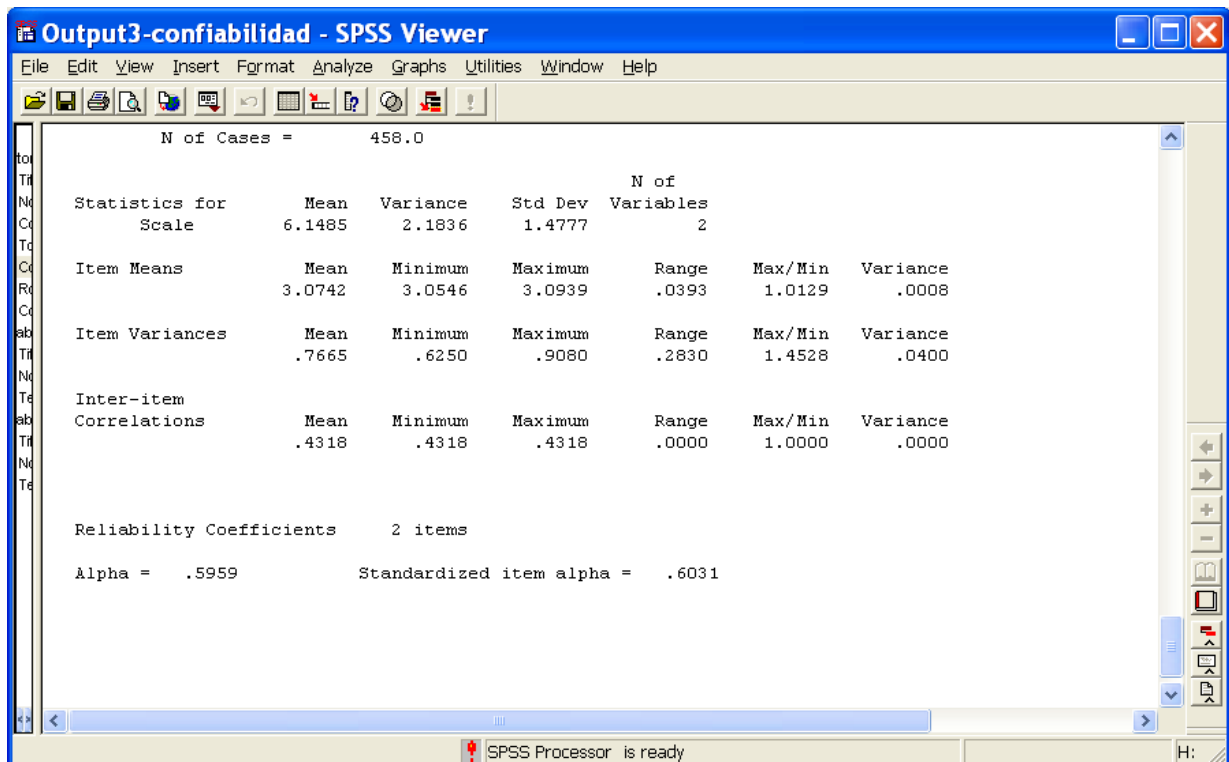 Output3-confiabilidad - SPSS Viewer
File Edit View Insert Format Analyze Graphs Utilities Window Help
N of Cases = 458.0
N of
Statistics for Mean Variance Std Dev Variables
Scale 6.1485 2.1836 1.4777 2
Item Means Mean Minimum Maximum Range Max/Min Variance
3.0742 3.0546 3.0939 .0393 1.0129 .0008
Item Variances Mean Minimum Maximum Range Max/Min Variance
.7665 .6250 .9080 .2830 1.4528 .0400
Inter-item
Correlations Mean Minimum Maximum Range Max/Min Variance
.4318 .4318 .4318 .0000 1.0000 .0000
Reliability Coefficients 2 items
Alpha = .5959 Standardized item alpha = .6031
SPSS Processor is ready
H: